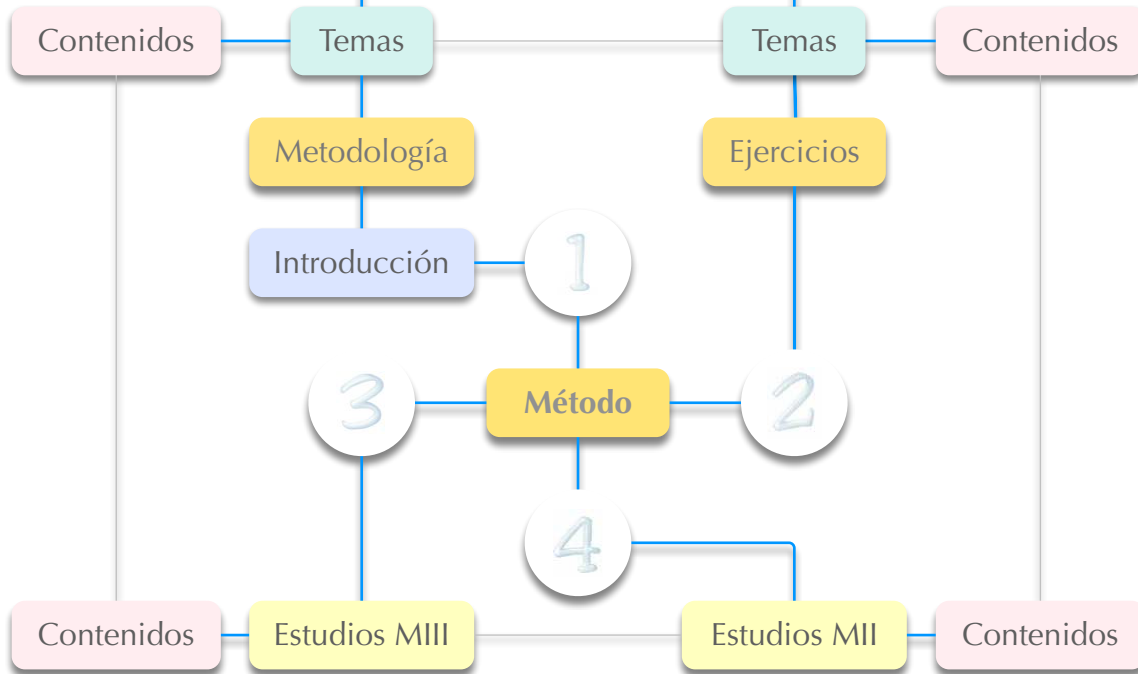 Contenidos
Temas
Temas
Contenidos
Metodología
Ejercicios
Introducción
1
3
Método
2
4
Contenidos
Estudios MIII
Estudios MII
Contenidos